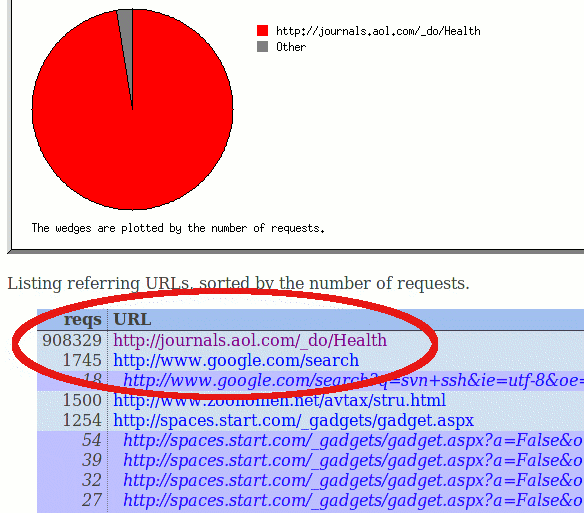 http://journals.aol.com/_do/Health
Other
The wedges are plotted by the number of requests.
Listing referring URLs, sorted by the number of requests.
reqs URL
908329 http://journals.aol.com/_do/Health
1745 http://www.google.com/search
18 http://www.google.com/search?q=svn+ssh&ie=utf-8&oe=
1500 http://www.zoonomen.net/avtax/stru.html
1254 http://spaces.start.com/_gadgets/gadget.aspx
54 http://spaces.start.com/_gadgets/gadget.aspx?a=False&o
39 http://spaces.start.com/_gadgets/gadget.aspx?a=False&o
32 http://spaces.start.com/_gadgets/gadget.aspx?a=False&o
27 http://spaces.start.com/_gadgets/gadget.aspx?a=False&o